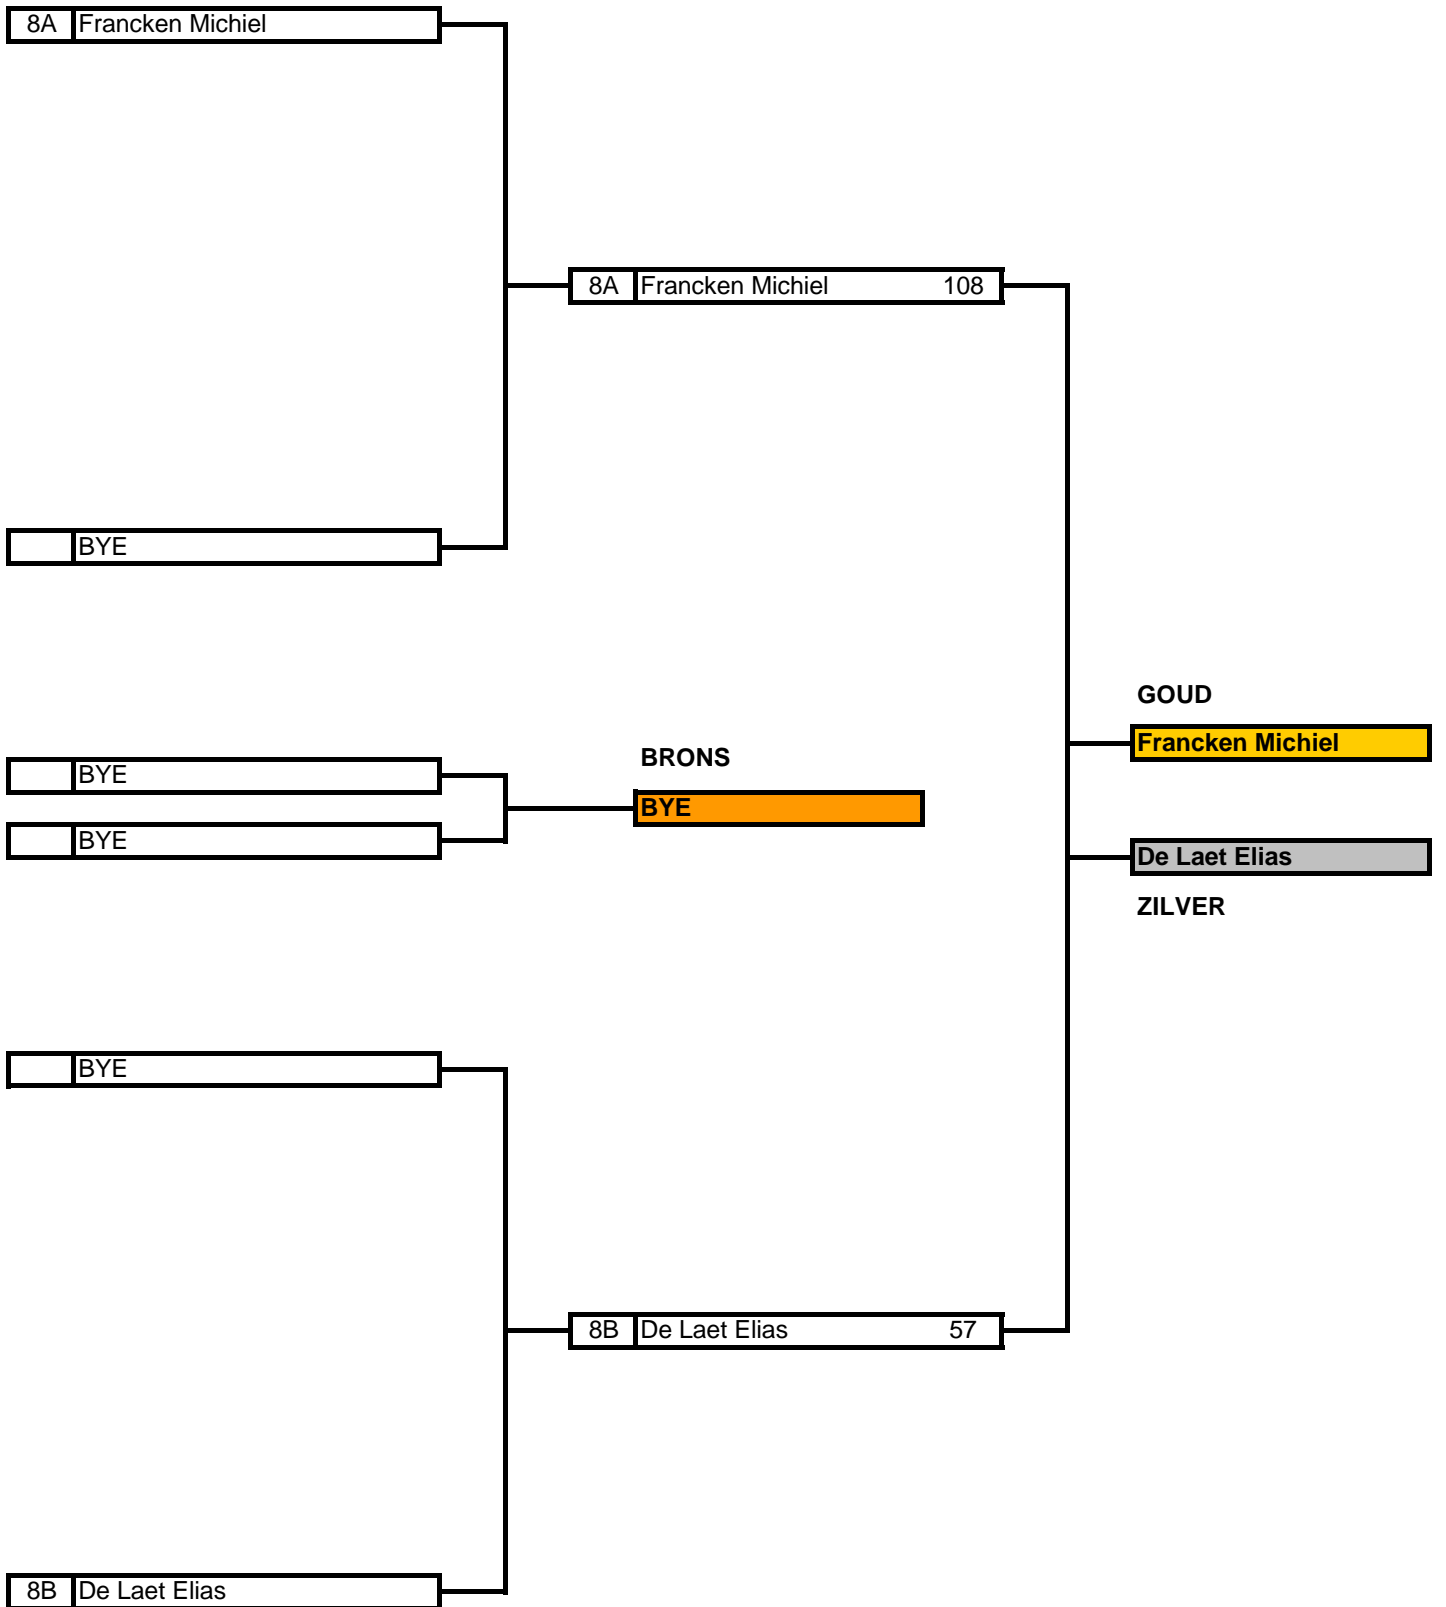 8A Francken Michiel
8A Francken Michiel 108
BYE
GOUD
Francken Michiel
BRONS
BYE
BYE
BYE
De Laet Elias
ZILVER
BYE
8B De Laet Elias 57
8B De Laet Elias